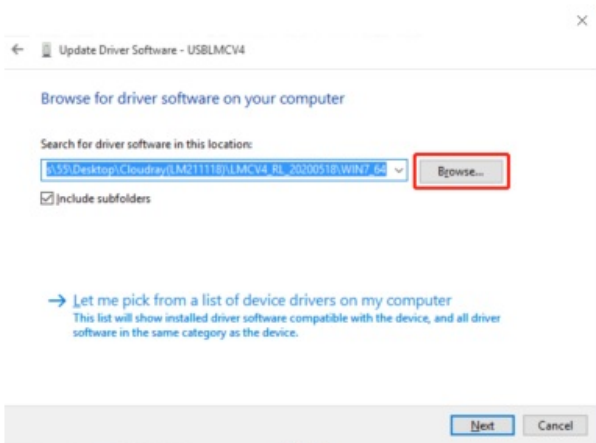 Update Driver Software - USBLMCV4
Browse for driver software on your computer
Search for driver software in this location:
s\55\Desktop\Cloudray(LM211118)\LMCV4_RL_20200518\WIN7_64
Browse...
Include subfolders
Let me pick from a list of device drivers on my computer
This list will show installed driver software compatible with the device, and all driver
software in the same category as the device.
Next Cancel